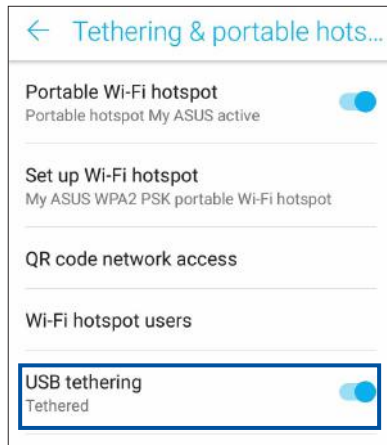 ← Tethering & portable hots...
Portable Wi-Fi hotspot
Portable hotspot My ASUS active
Set up Wi-Fi hotspot
My ASUS WPA2 PSK portable Wi-Fi hotspot
QR code network access
Wi-Fi hotspot users
USB tethering
Tethered